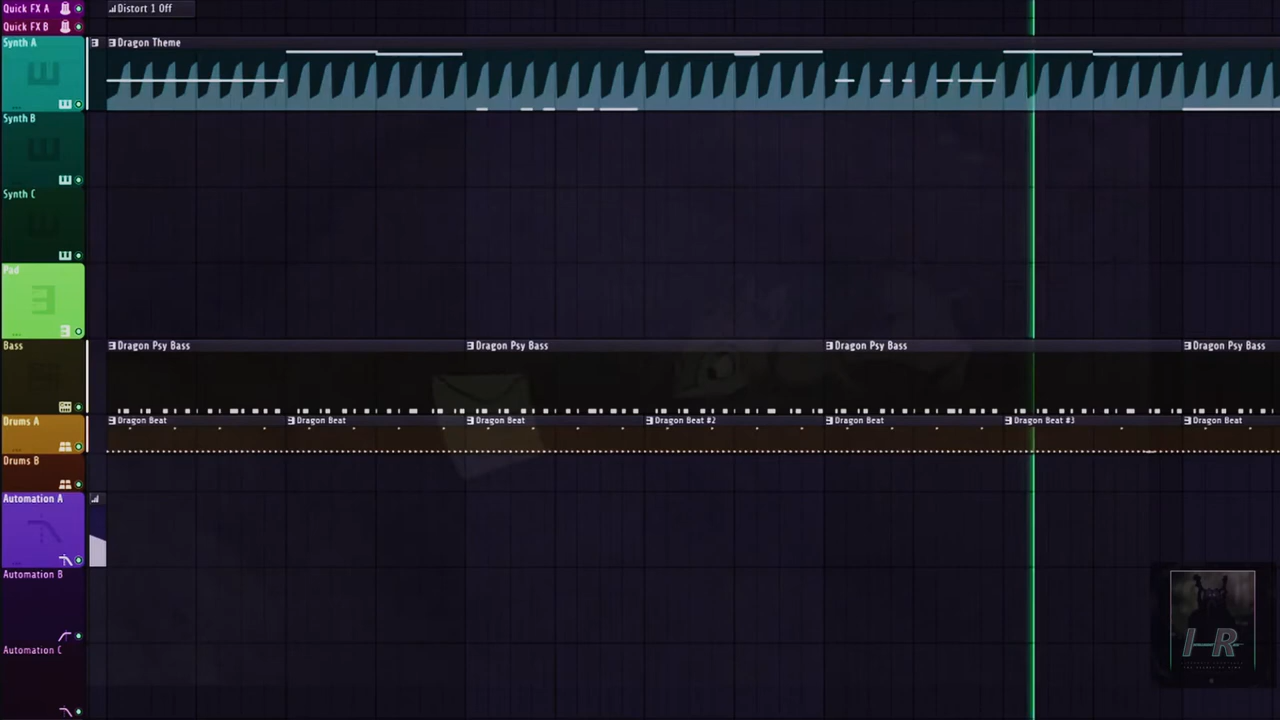 Quick FX A
Distort 1 Off
Quick FX B
Synth A
Dragon Theme
Synth B
Synth C
Pad
Bass
Dragon Psy Bass
Dragon Psy Bass
Dragon Psy Bass
Dragon Psy Bass
Drums A
Dragon Beat
Dragon Beat
Dragon Beat
Dragon Beat #2
Dragon Beat
Dragon Beat #3
Dragon Beat
Drums B
Automation A
Automation B
Automation C
I-R